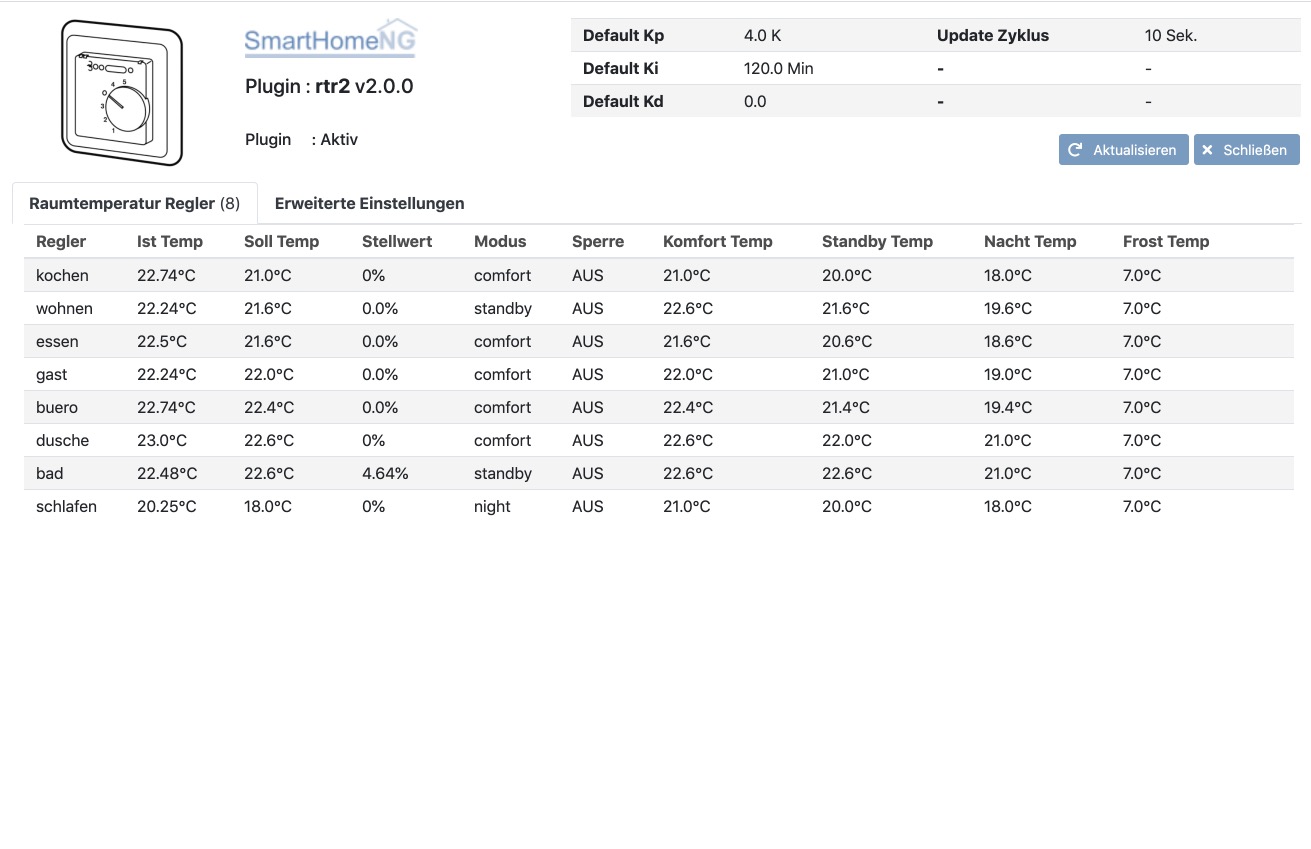 SmartHomeNG
Plugin : rtr2 v2.0.0
Plugin : Aktiv
Default Kp 4.0 K Update Zyklus 10 Sek.
Default Ki 120.0 Min - -
Default Kd 0.0 - -
Aktualisieren Schließen
Raumtemperatur Regler (8) Erweiterte Einstellungen
Regler Ist Temp Soll Temp Stellwert Modus Sperre Komfort Temp Standby Temp Nacht Temp Frost Temp
kochen 22.74°C 21.0°C 0% comfort AUS 21.0°C 20.0°C 18.0°C 7.0°C
wohnen 22.24°C 21.6°C 0.0% standby AUS 22.6°C 21.6°C 19.6°C 7.0°C
essen 22.5°C 21.6°C 0.0% comfort AUS 21.6°C 20.6°C 18.6°C 7.0°C
gast 22.24°C 22.0°C 0.0% comfort AUS 22.0°C 21.0°C 19.0°C 7.0°C
buero 22.74°C 22.4°C 0.0% comfort AUS 22.4°C 21.4°C 19.4°C 7.0°C
dusche 23.0°C 22.6°C 0% comfort AUS 22.6°C 22.0°C 21.0°C 7.0°C
bad 22.48°C 22.6°C 4.64% standby AUS 22.6°C 22.6°C 21.0°C 7.0°C
schlafen 20.25°C 18.0°C 0% night AUS 21.0°C 20.0°C 18.0°C 7.0°C